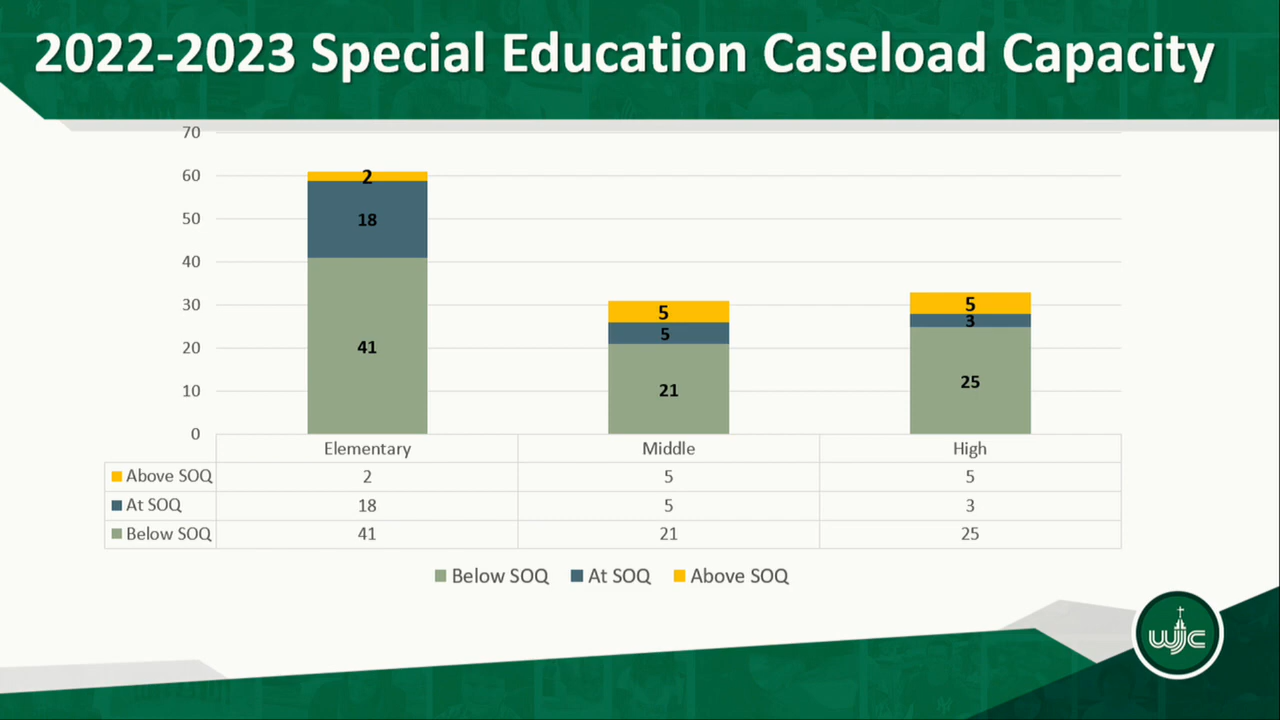 2022-2023 Special Education Caseload Capacity
70
60
50
40
30
20
10
0
2
18
41
5
5
21
5
3
25
Elementary Middle High
Above SOQ 2 5 5
At SOQ 18 5 3
Below SOQ 41 21 25
Below SOQ At SOQ Above SOQ
WJC